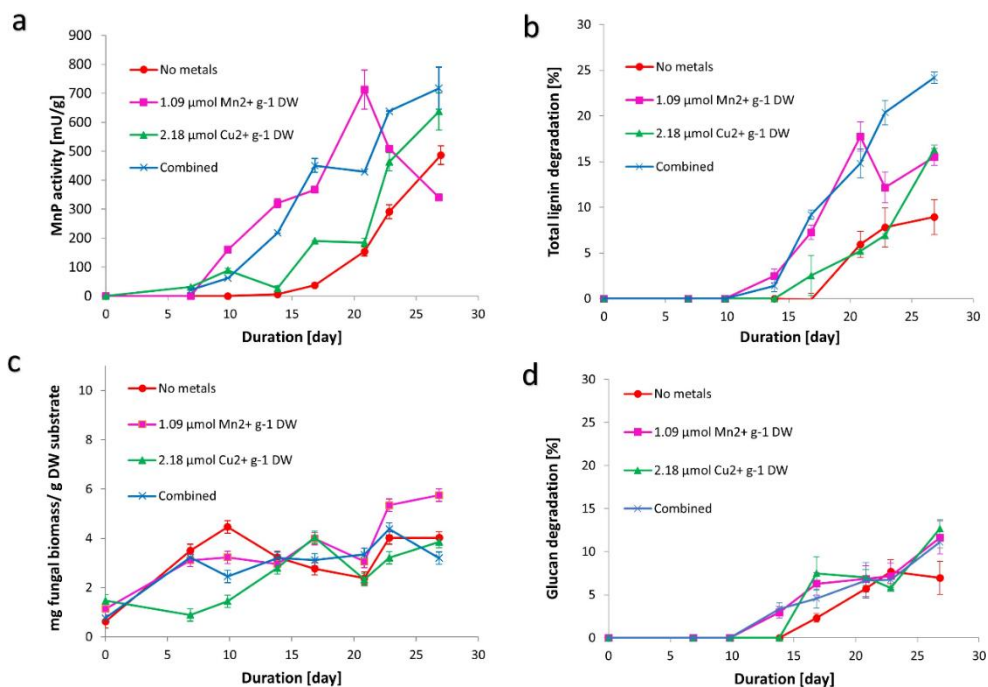 a
MnP activity [mU/g]
900
800
700
600
500
400
300
200
100
0
No metals
1.09 µmol Mn2+ g-1 DW
2.18 µmol Cu2+ g-1 DW
Combined
0 5 10 15 20 25 30
Duration [day]
b
Total lignin degradation [%]
30
25
20
15
10
5
0
No metals
1.09 µmol Mn2+ g-1 DW
2.18 µmol Cu2+ g-1 DW
Combined
0 5 10 15 20 25 30
Duration [day]
c
mg fungal biomass/ g DW substrate
10
8
6
4
2
0
No metals
1.09 µmol Mn2+ g-1 DW
2.18 µmol Cu2+ g-1 DW
Combined
0 5 10 15 20 25 30
Duration [day]
d
Glucan degradation [%]
30
25
20
15
10
5
0
No metals
1.09 µmol Mn2+ g-1 DW
2.18 µmol Cu2+ g-1 DW
Combined
0 5 10 15 20 25 30
Duration [day]